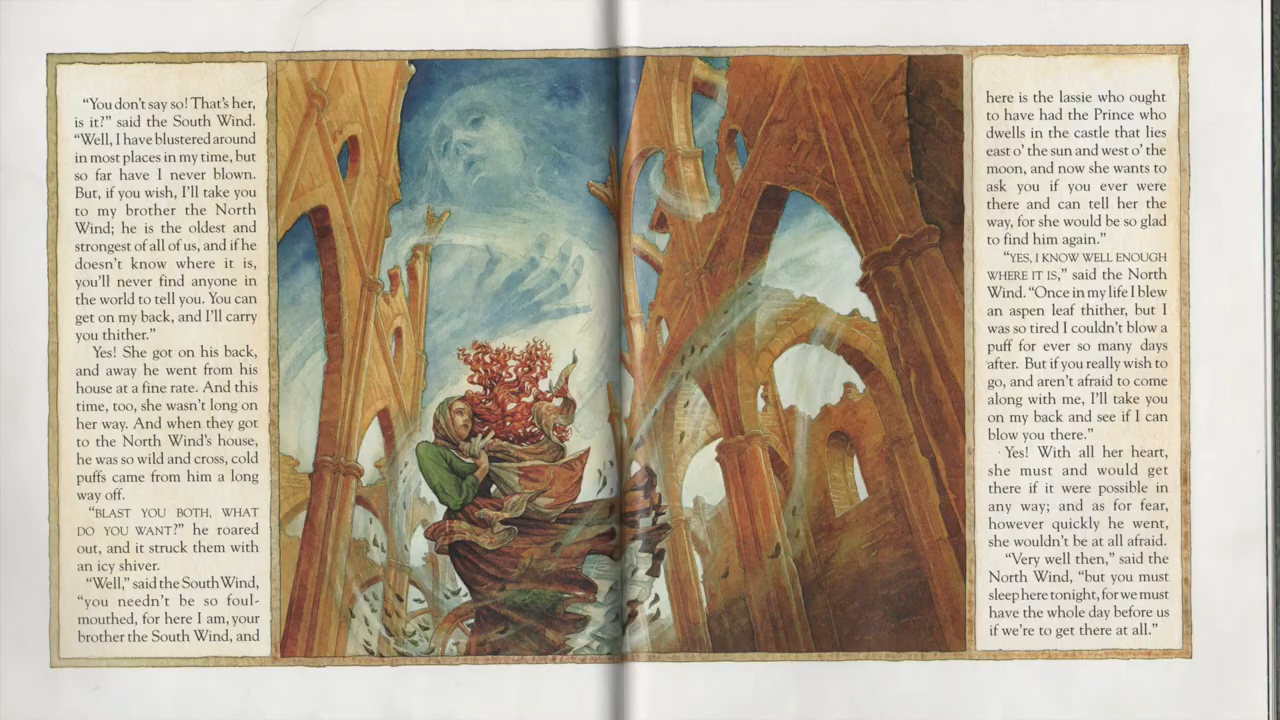 “You don’t say so! That’s her,
is it?” said the South Wind.
“Well, I have blustered around
in most places in my time, but
so far have I never blown.
But, if you wish, I’ll take you
to my brother the North
Wind; he is the oldest and
strongest of all of us, and if he
doesn’t know where it is,
you’ll never find anyone in
the world to tell you. You can
get on my back, and I’ll carry
you thither.”
Yes! She got on his back,
and away he went from his
house at a fine rate. And this
time, too, she wasn’t long on
her way. And when they got
to the North Wind’s house,
he was so wild and cross, cold
puffs came from him a long
way off.
“BLAST YOU BOTH, WHAT
DO YOU WANT?” he roared
out, and it struck them with
an icy shiver.
“Well,” said the South Wind,
“you needn’t be so foul-
mouthed, for here I am, your
brother the South Wind, and
here is the lassie who ought
to have had the Prince who
dwells in the castle that lies
east o’ the sun and west o’ the
moon, and now she wants to
ask you if you ever were
there and can tell her the
way, for she would be so glad
to find him again.”
“YES, I KNOW WELL ENOUGH
WHERE IT IS,” said the North
Wind. “Once in my life I blew
an aspen leaf thither, but I
was so tired I couldn’t blow a
puff for ever so many days
after. But if you really wish to
go, and aren’t afraid to come
along with me, I’ll take you
on my back and see if I can
blow you there.”
Yes! With all her heart,
she must and would get
there if it were possible in
any way; and as for fear,
however quickly he went,
she wouldn’t be at all afraid.
“Very well then,” said the
North Wind, “but you must
sleep here tonight, for we must
have the whole day before us
if we’re to get there at all.”